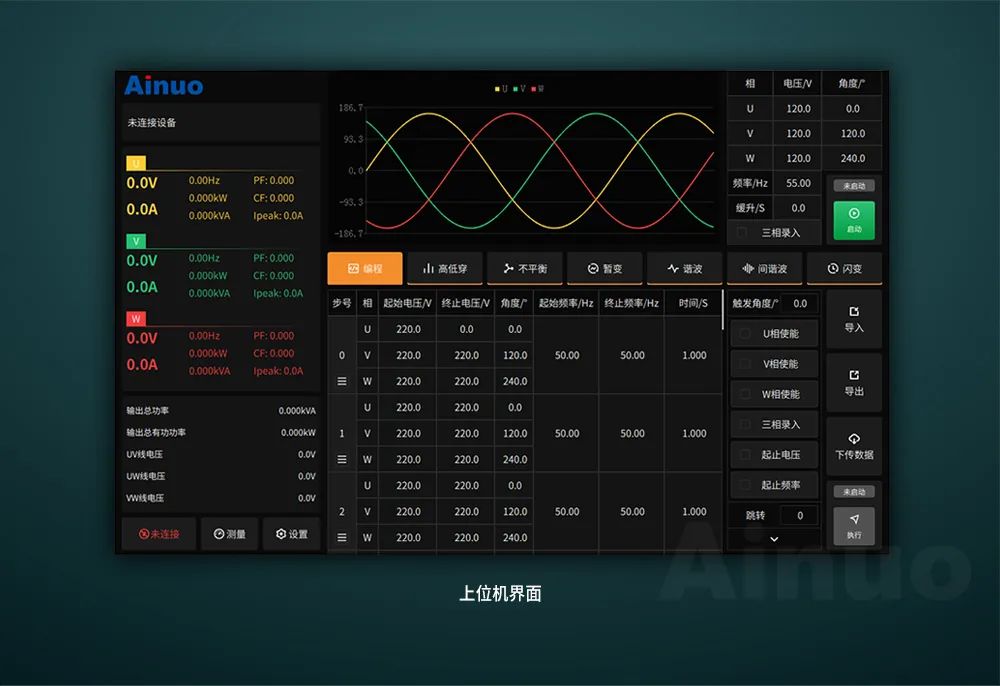 Ainuo
未连接设备
U
0.0V 0.00Hz PF: 0.000
0.000kW CF: 0.000
0.0A 0.000kVA Ipeak: 0.0A
V
0.0V 0.00Hz PF: 0.000
0.000kW CF: 0.000
0.0A 0.000kVA Ipeak: 0.0A
W
0.0V 0.00Hz PF: 0.000
0.000kW CF: 0.000
0.0A 0.000kVA Ipeak: 0.0A
输出总功率 0.000kVA
输出总有功功率 0.000kW
UV线电压 0.0V
UW线电压 0.0V
VW线电压 0.0V
未连接 测量 设置
U V W
186.7
93.3
0.0
-93.3
-186.7
相 电压/V 角度/°
U 120.0 0.0
V 120.0 120.0
W 120.0 240.0
频率/Hz 55.00
缓升/S 0.0
三相录入
未启动
启动
编程 高低穿 不平衡 暂变 谐波 间谐波 闪变
步号 相 起始电压/V 终止电压/V 角度/° 起始频率/Hz 终止频率/Hz 时间/S
U 220.0 0.0 0.0
0 V 220.0 220.0 120.0 50.00 50.00 1.000
W 220.0 220.0 240.0
U 220.0 220.0 0.0
1 V 220.0 220.0 120.0 50.00 50.00 1.000
W 220.0 220.0 240.0
U 220.0 220.0 0.0
2 V 220.0 220.0 120.0 50.00 50.00 1.000
W 220.0 220.0 240.0
触发角度/° 0.0
U相使能
V相使能
W相使能
三相录入
起止电压
起止频率
跳转 0
导入
导出
下传数据
未启动
执行
Ainuo
上位机界面